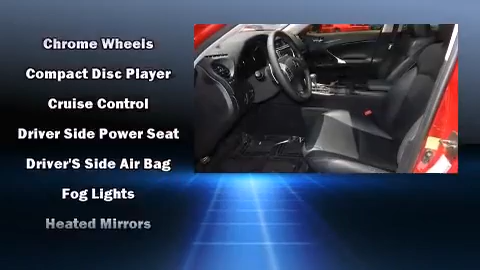 Chrome Wheels
Compact Disc Player
Cruise Control
Driver Side Power Seat
Driver'S Side Air Bag
Fog Lights
Heated Mirrors